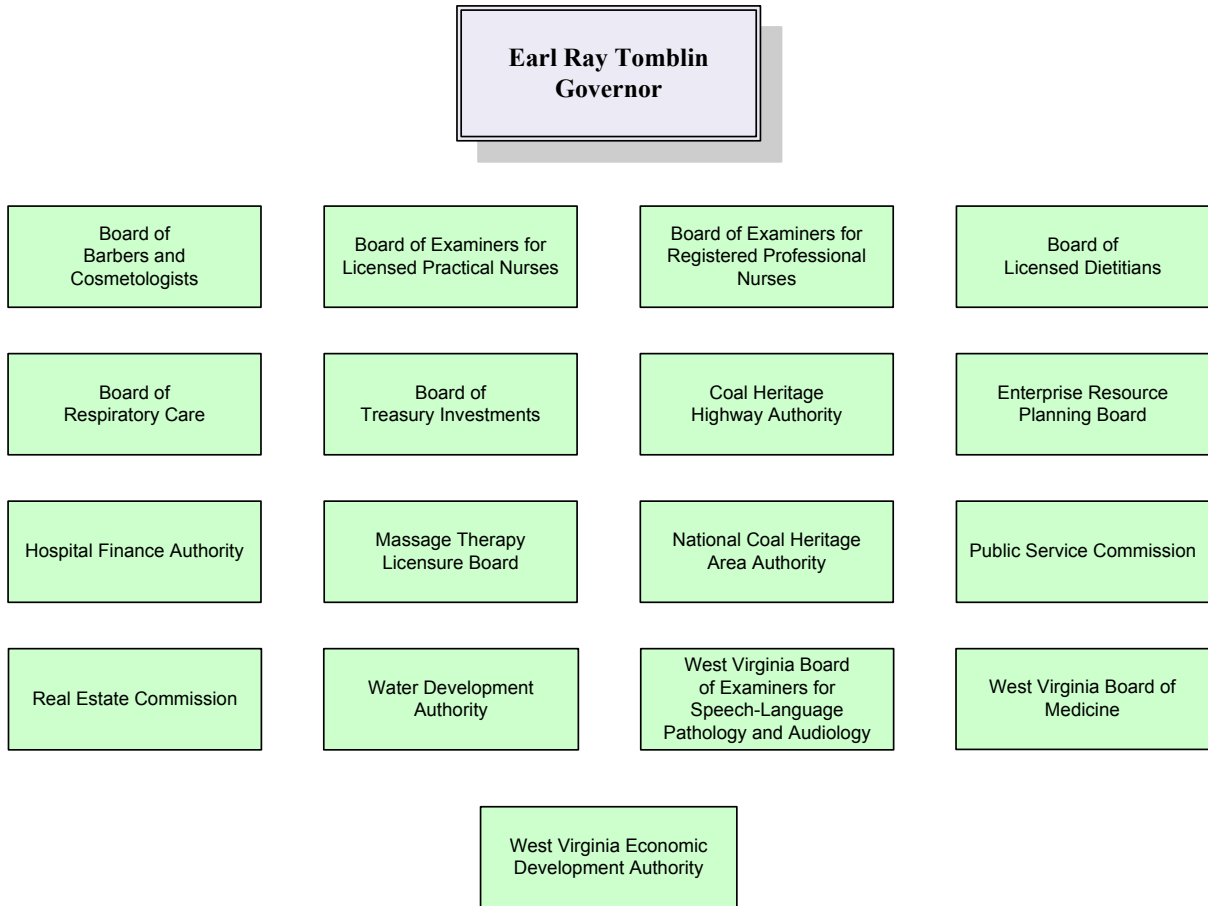 Earl Ray Tomblin
Governor
Board of
Barbers and
Cosmetologists
Board of Examiners for
Licensed Practical Nurses
Board of Examiners for
Registered Professional
Nurses
Board of
Licensed Dietitians
Board of
Respiratory Care
Board of
Treasury Investments
Coal Heritage
Highway Authority
Enterprise Resource
Planning Board
Hospital Finance Authority
Massage Therapy
Licensure Board
National Coal Heritage
Area Authority
Public Service Commission
Real Estate Commission
Water Development
Authority
West Virginia Board
of Examiners for
Speech-Language
Pathology and Audiology
West Virginia Board of
Medicine
West Virginia Economic
Development Authority